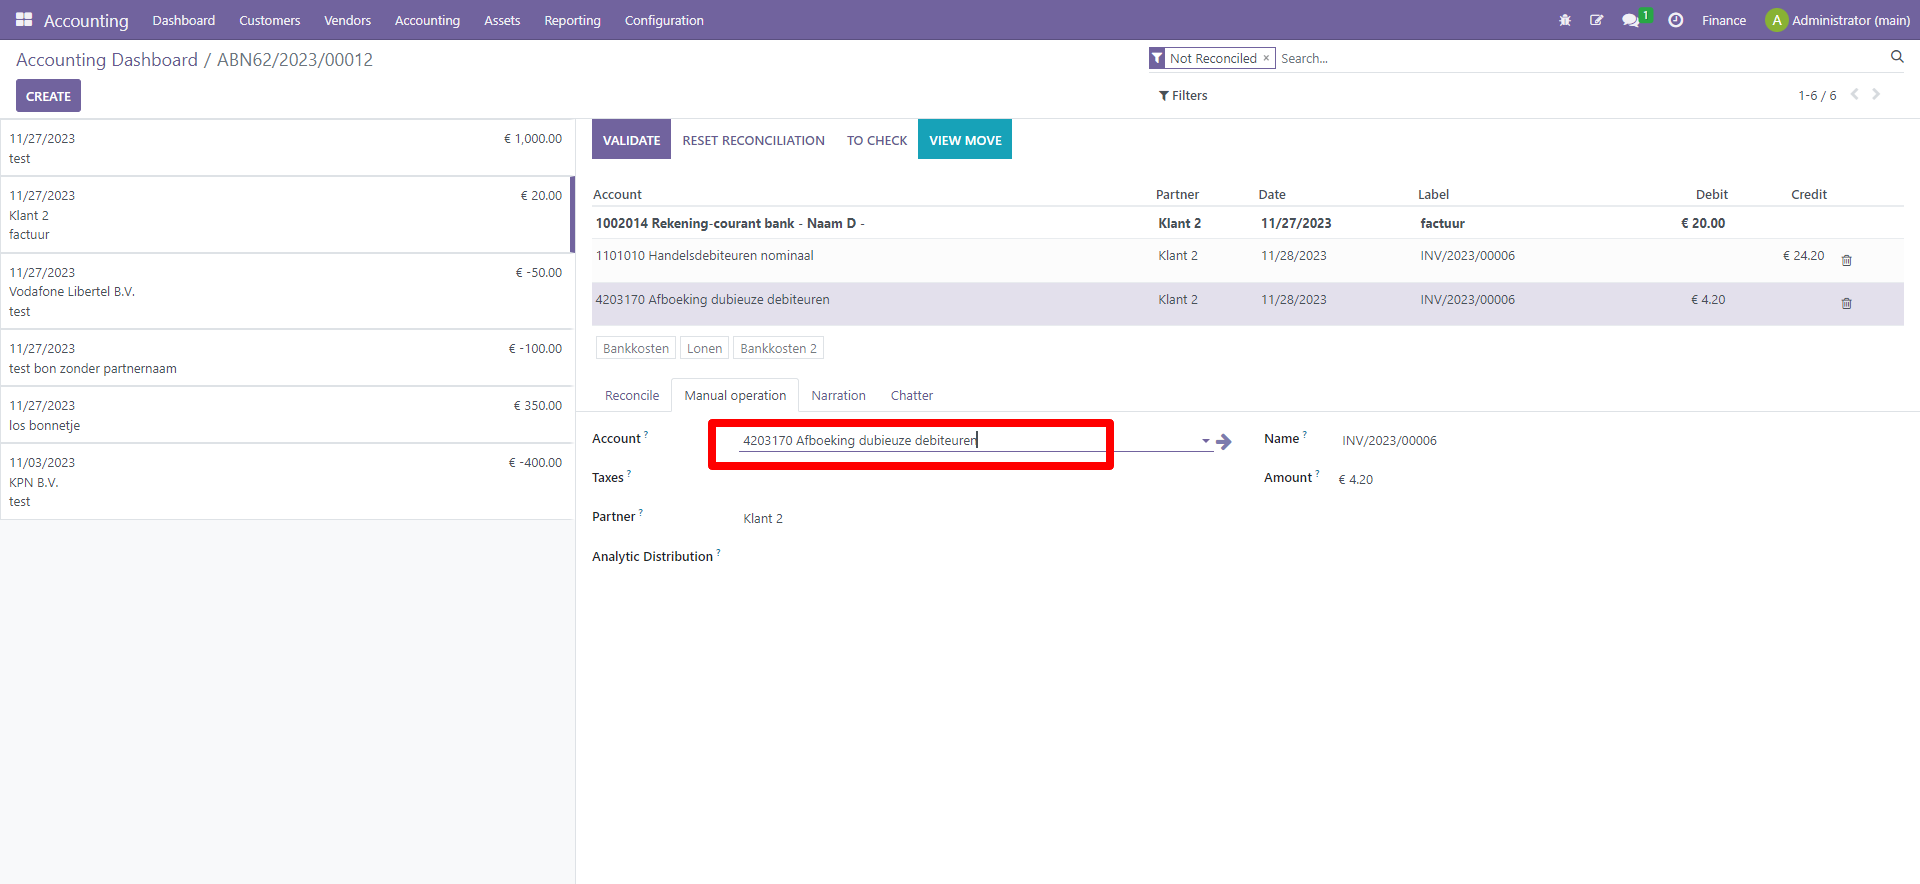 Accounting Dashboard Customers Vendors Accounting Assets Reporting Configuration 1 Finance A Administrator (main)
Accounting Dashboard / ABN62/2023/00012
Not Reconciled × Search...
CREATE
Filters 1-6 / 6
11/27/2023 € 1,000.00
test
11/27/2023 € 20.00
Klant 2
factuur
11/27/2023 € -50.00
Vodafone Libertel B.V.
test
11/27/2023 € -100.00
test bon zonder partnernaam
11/27/2023 € 350.00
los bonnetje
11/03/2023 € -400.00
KPN B.V.
test
VALIDATE RESET RECONCILIATION TO CHECK VIEW MOVE
Account Partner Date Label Debit Credit
1002014 Rekening-courant bank - Naam D - Klant 2 11/27/2023 factuur € 20.00
1101010 Handelsdebiteuren nominaal Klant 2 11/28/2023 INV/2023/00006 € 24.20
4203170 Afboeking dubieuze debiteuren Klant 2 11/28/2023 INV/2023/00006 € 4.20
Bankkosten Lonen Bankkosten 2
Reconcile Manual operation Narration Chatter
Account ? 4203170 Afboeking dubieuze debiteuren Name ? INV/2023/00006
Taxes ? Amount ? € 4.20
Partner ? Klant 2
Analytic Distribution ?